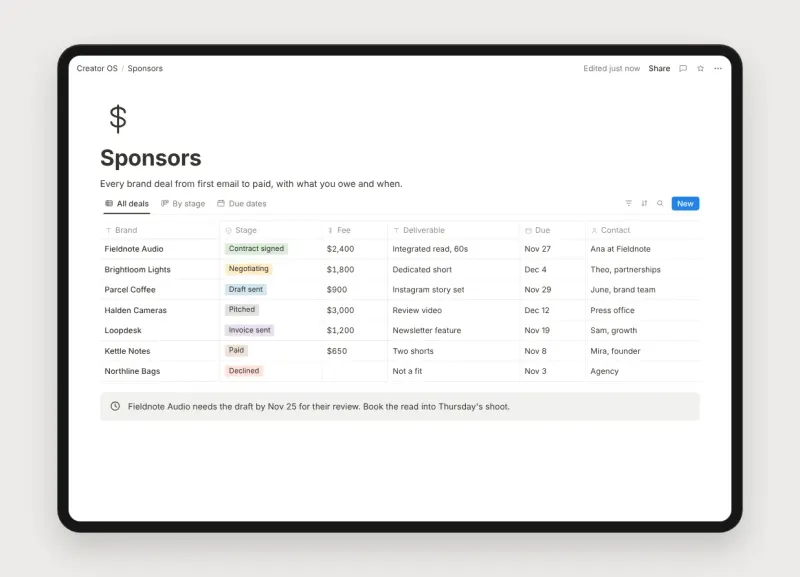 Creator OS / Sponsors
Edited just now Share
$
Sponsors
Every brand deal from first email to paid, with what you owe and when.
All deals By stage Due dates
New
Brand Stage Fee Deliverable Due Contact
Fieldnote Audio Contract signed $2,400 Integrated read, 60s Nov 27 Ana at Fieldnote
Brightloom Lights Negotiating $1,800 Dedicated short Dec 4 Theo, partnerships
Parcel Coffee Draft sent $900 Instagram story set Nov 29 June, brand team
Halden Cameras Pitched $3,000 Review video Dec 12 Press office
Loopdesk Invoice sent $1,200 Newsletter feature Nov 19 Sam, growth
Kettle Notes Paid $650 Two shorts Nov 8 Mira, founder
Northline Bags Declined Not a fit Nov 3 Agency
Fieldnote Audio needs the draft by Nov 25 for their review. Book the read into Thursday's shoot.